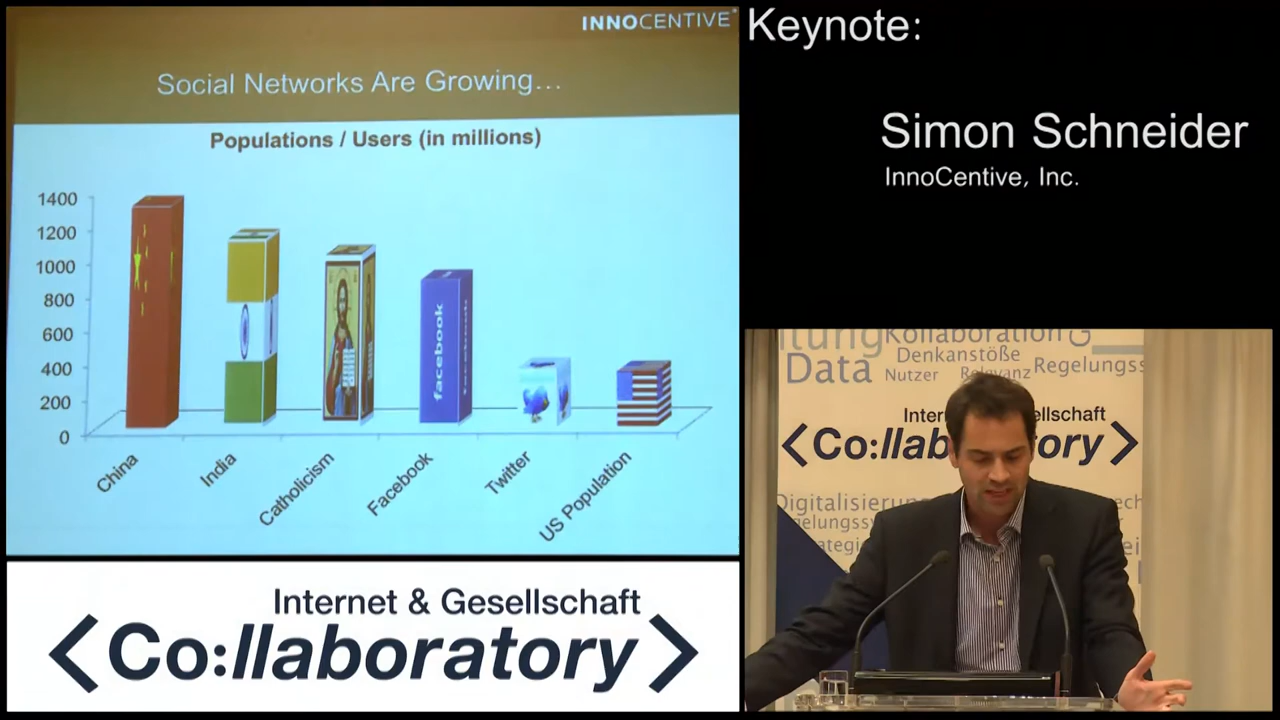 INNOCENTIVE
Social Networks Are Growing...
Populations / Users (in millions)
1400
1200
1000
800
600
400
200
0
China
India
Catholicism
Facebook
Twitter
US Population
facebook
facebook
Internet & Gesellschaft
<Co:llaboratory>
Keynote:
Simon Schneider
InnoCentive, Inc.
Kollaboration
Data
Denkanstöße
Nutzer
Regelungss
ellschaft
Digitalisierung